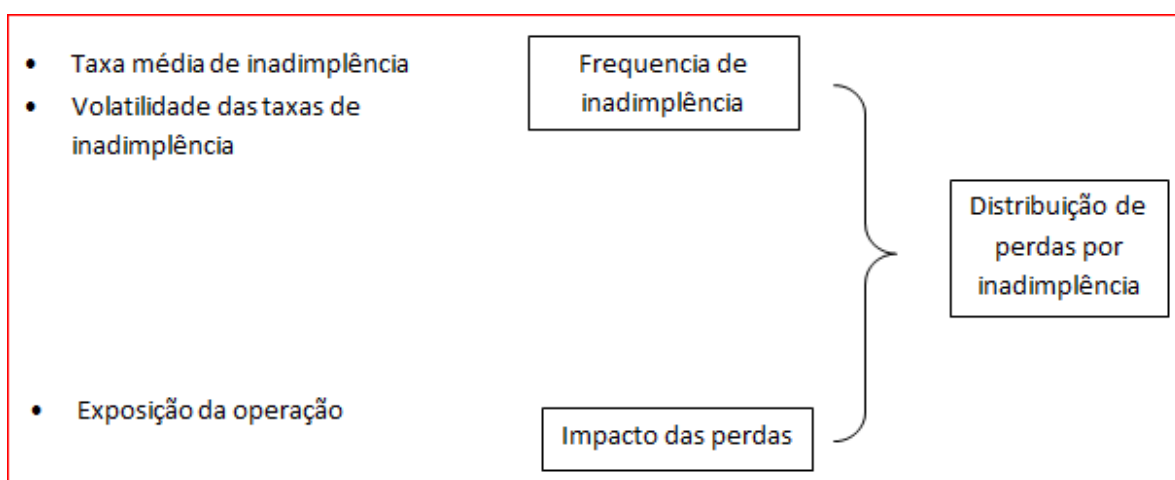 • Taxa média de inadimplência
• Volatilidade das taxas de
inadimplência
Frequencia de
inadimplência
Distribuição de
perdas por
inadimplência
• Exposição da operação
Impacto das perdas